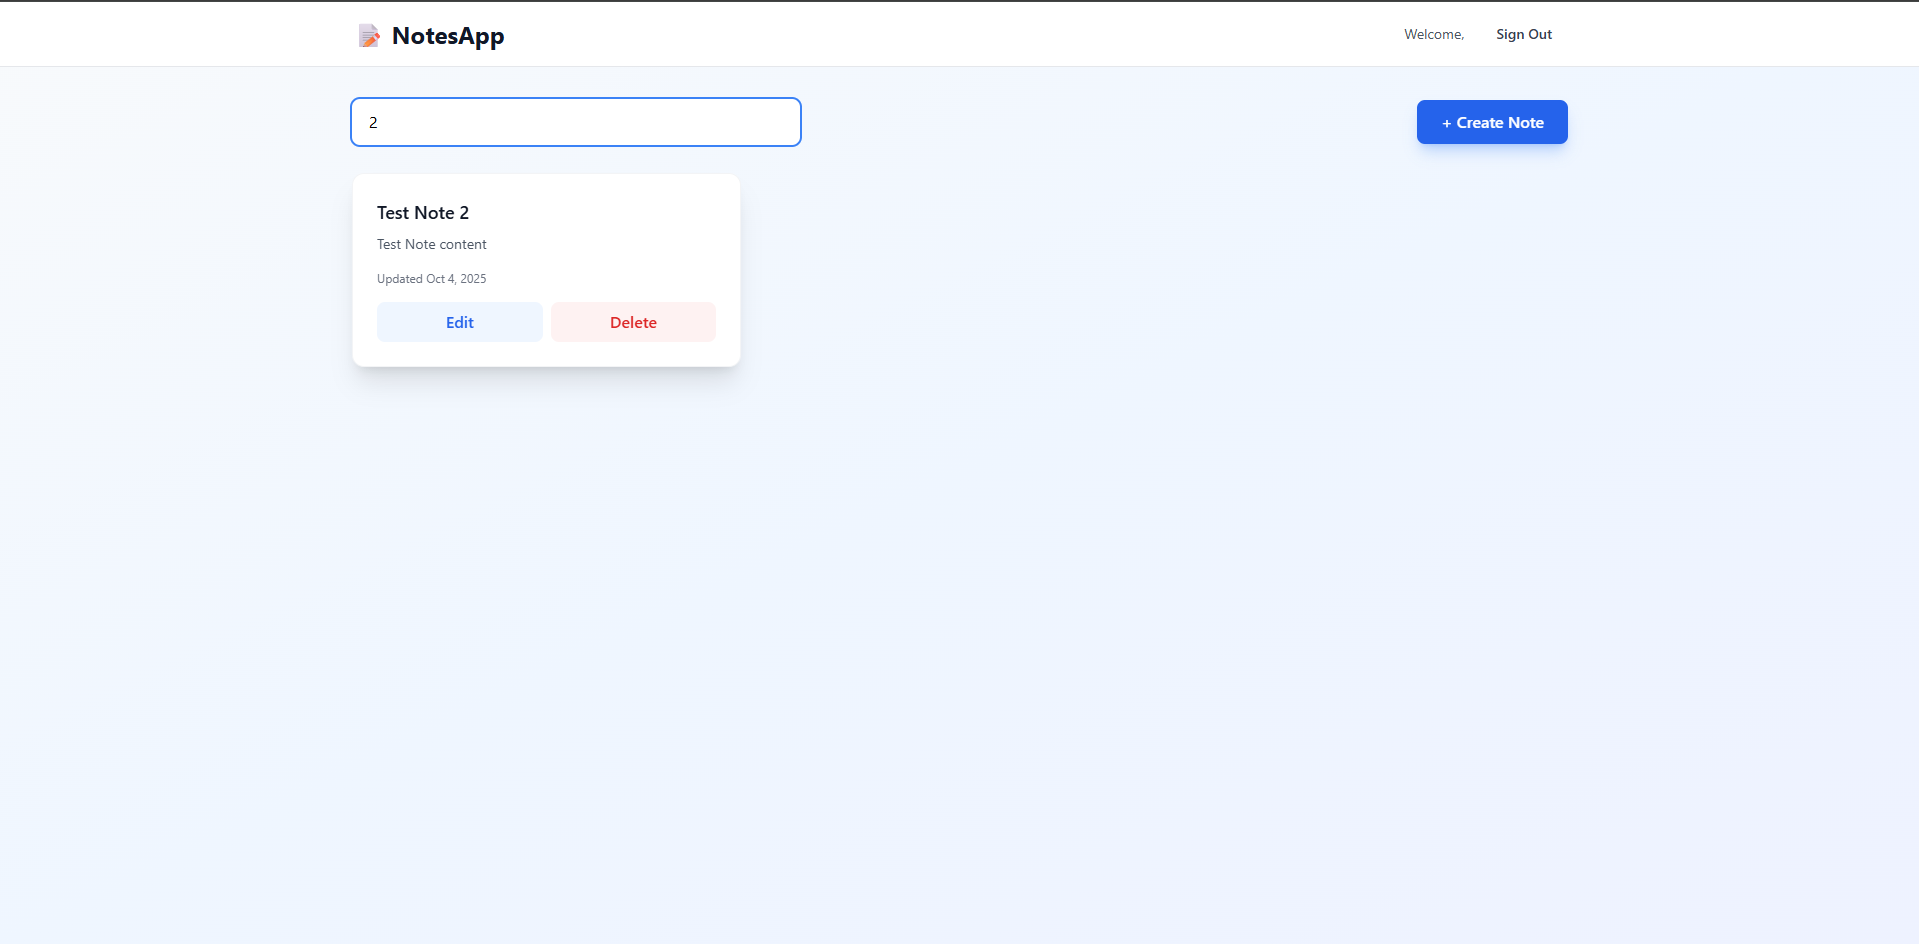 NotesApp
Welcome,
Sign Out
2
+ Create Note
Test Note 2
Test Note content
Updated Oct 4, 2025
Edit
Delete